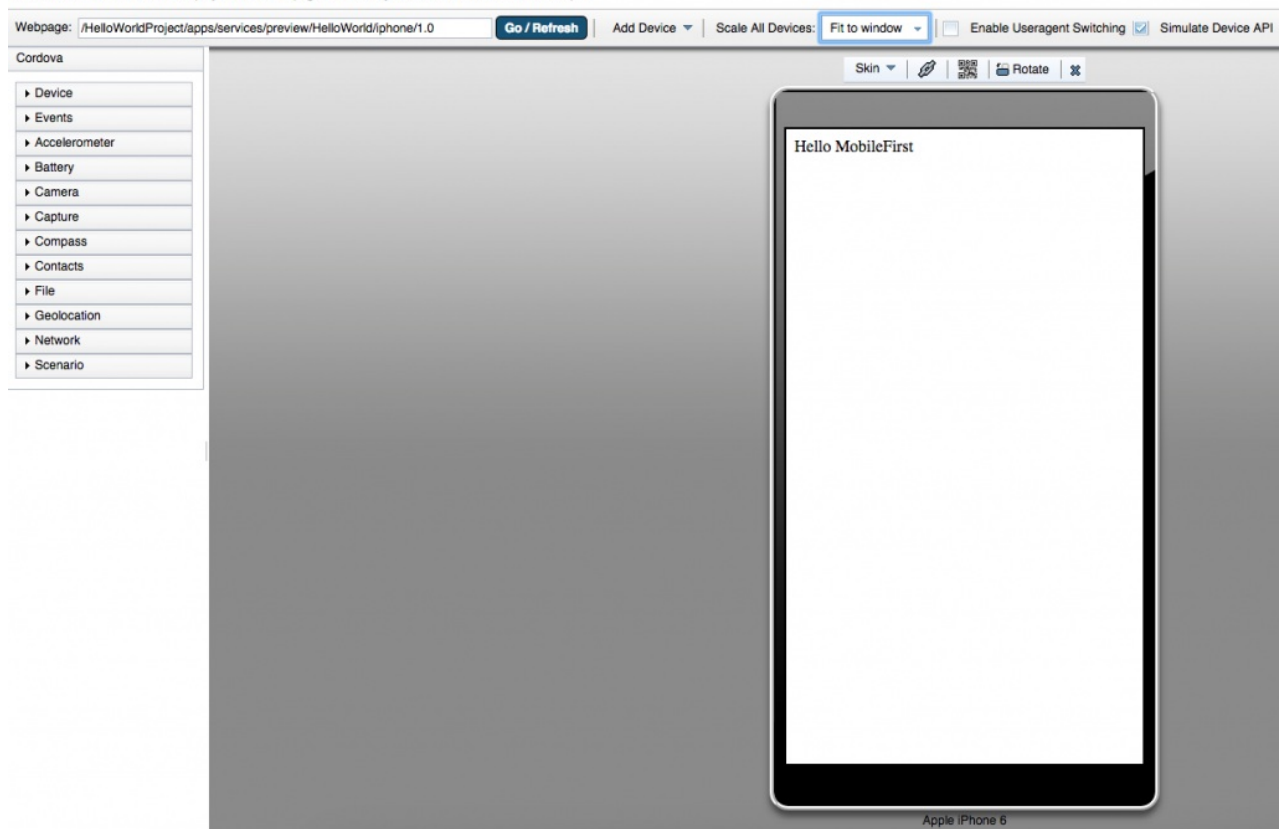 Webpage: /HelloWorldProject/apps/services/preview/HelloWorld/iphone/1.0 Go / Refresh Add Device Scale All Devices: Fit to window Enable Useragent Switching Simulate Device API
Cordova
Device
Events
Accelerometer
Battery
Camera
Capture
Compass
Contacts
File
Geolocation
Network
Scenario
Skin Rotate
Hello MobileFirst
Apple iPhone 6